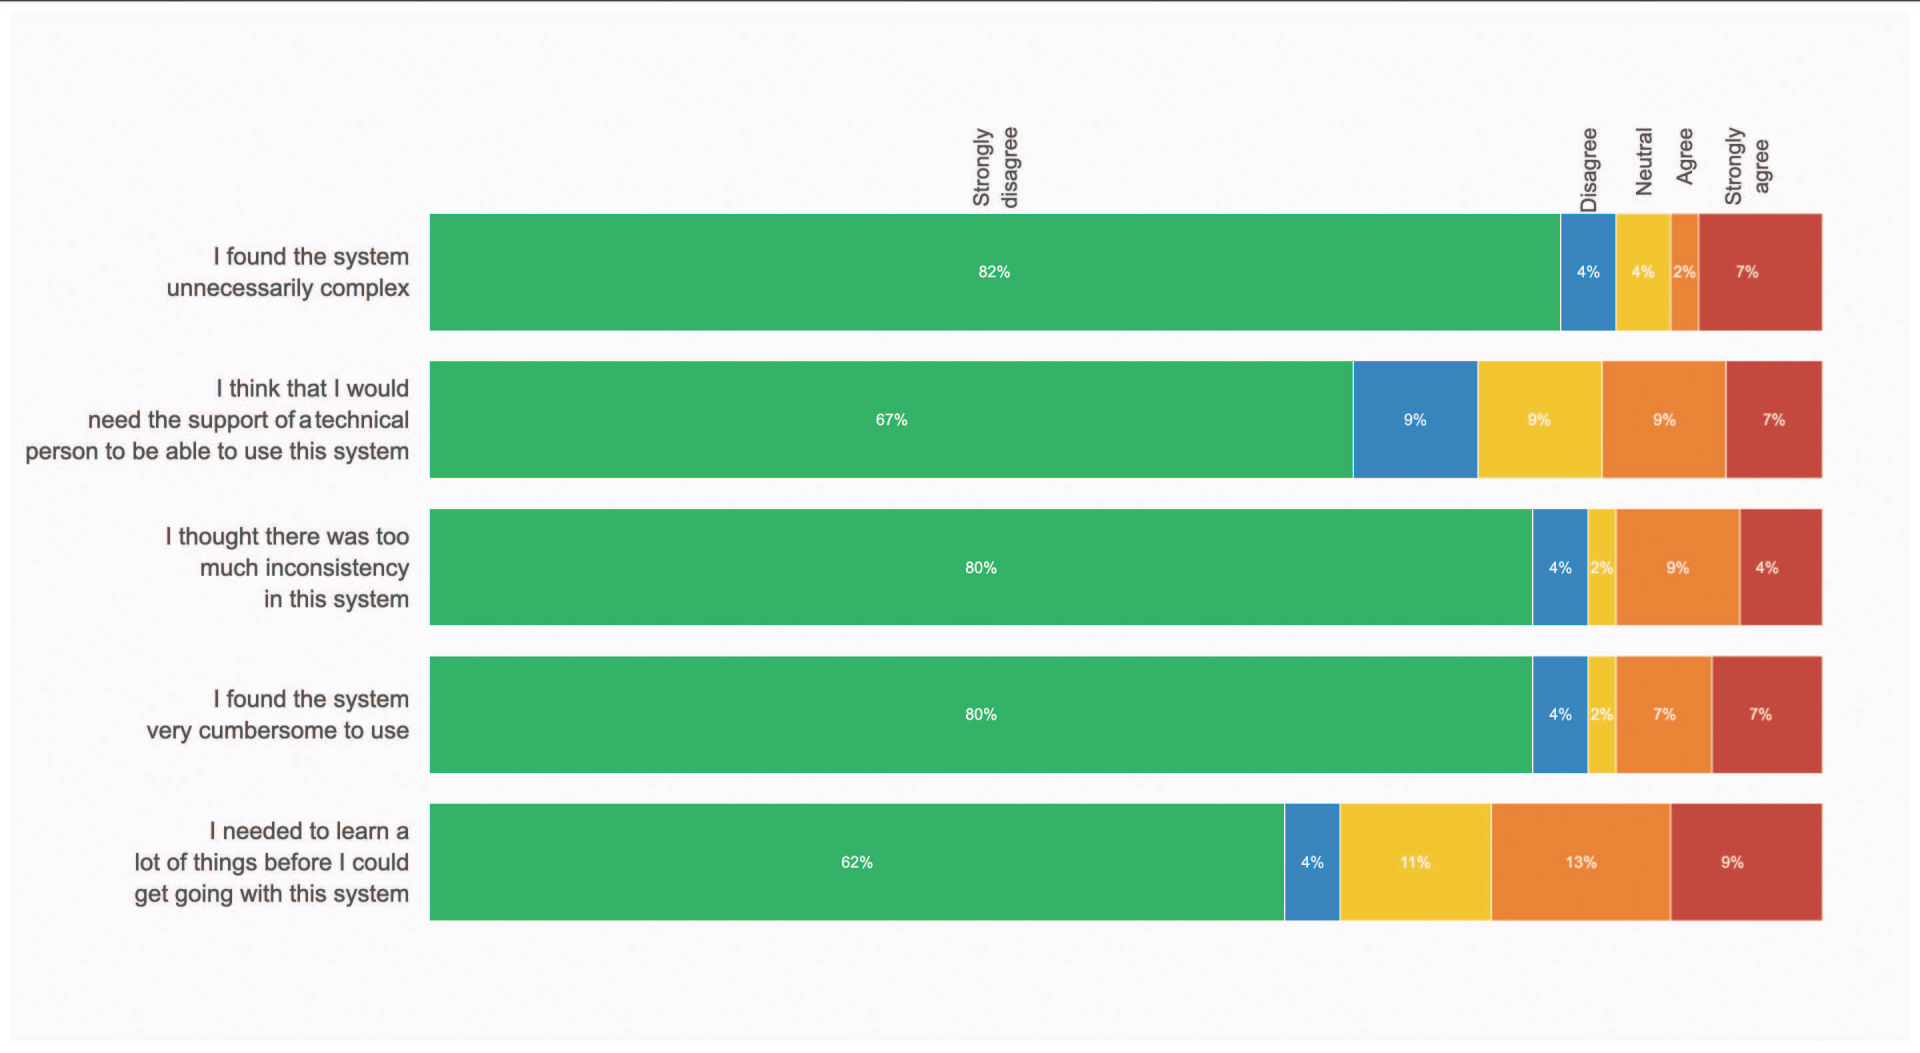 Strongly
disagree
Disagree
Neutral
Agree
Strongly
agree
I found the system
unnecessarily complex
82%
4%
4%
2%
7%
I think that I would
need the support of a technical
person to be able to use this system
67%
9%
9%
9%
7%
I thought there was too
much inconsistency
in this system
80%
4%
2%
9%
4%
I found the system
very cumbersome to use
80%
4%
2%
7%
7%
I needed to learn a
lot of things before I could
get going with this system
62%
4%
11%
13%
9%